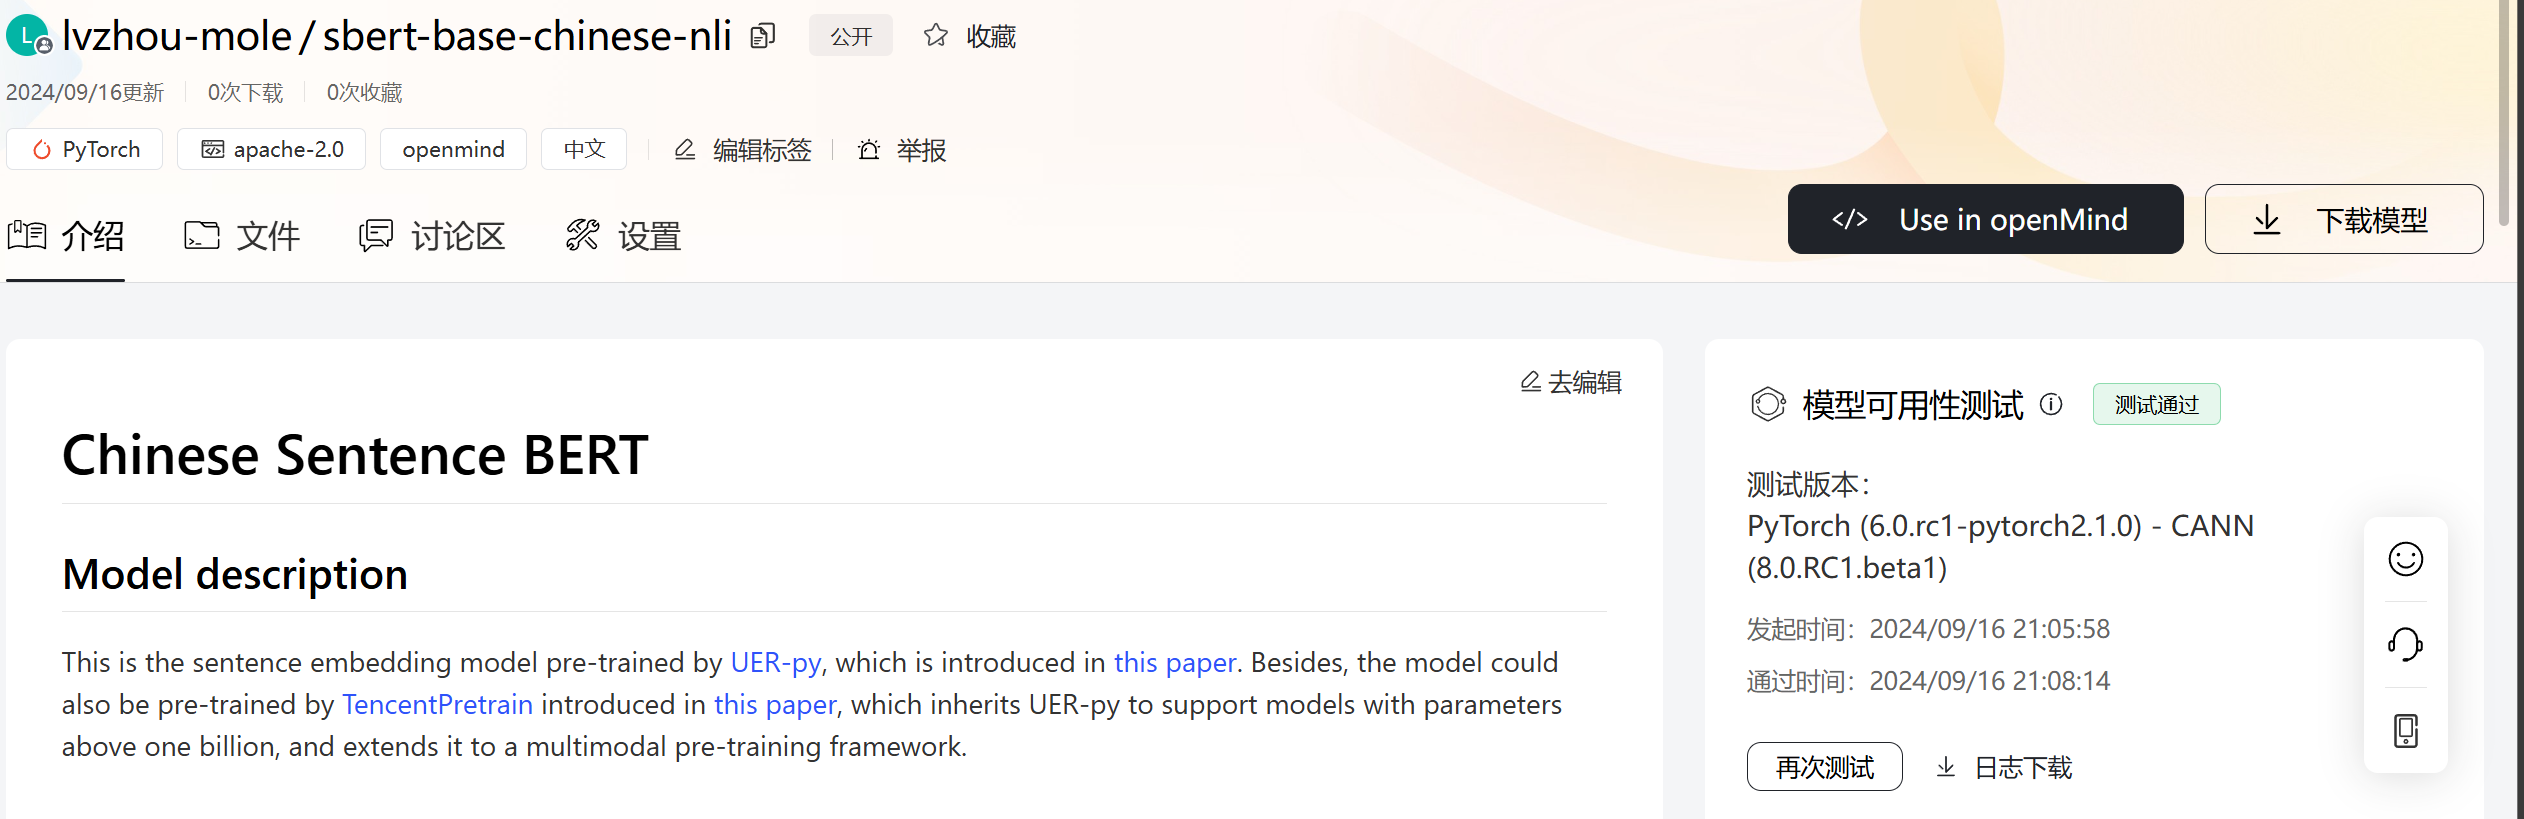 L lvzhou-mole / sbert-base-chinese-nli 公开 收藏
2024/09/16更新 0次下载 0次收藏
PyTorch apache-2.0 openmind 中文 编辑标签 举报
介绍 文件 讨论区 设置 Use in openMind 下载模型
去编辑
Chinese Sentence BERT
Model description
This is the sentence embedding model pre-trained by UER-py, which is introduced in this paper. Besides, the model could
also be pre-trained by TencentPretrain introduced in this paper, which inherits UER-py to support models with parameters
above one billion, and extends it to a multimodal pre-training framework.
模型可用性测试 测试通过
测试版本：
PyTorch (6.0.rc1-pytorch2.1.0) - CANN
(8.0.RC1.beta1)
发起时间：2024/09/16 21:05:58
通过时间：2024/09/16 21:08:14
再次测试 日志下载